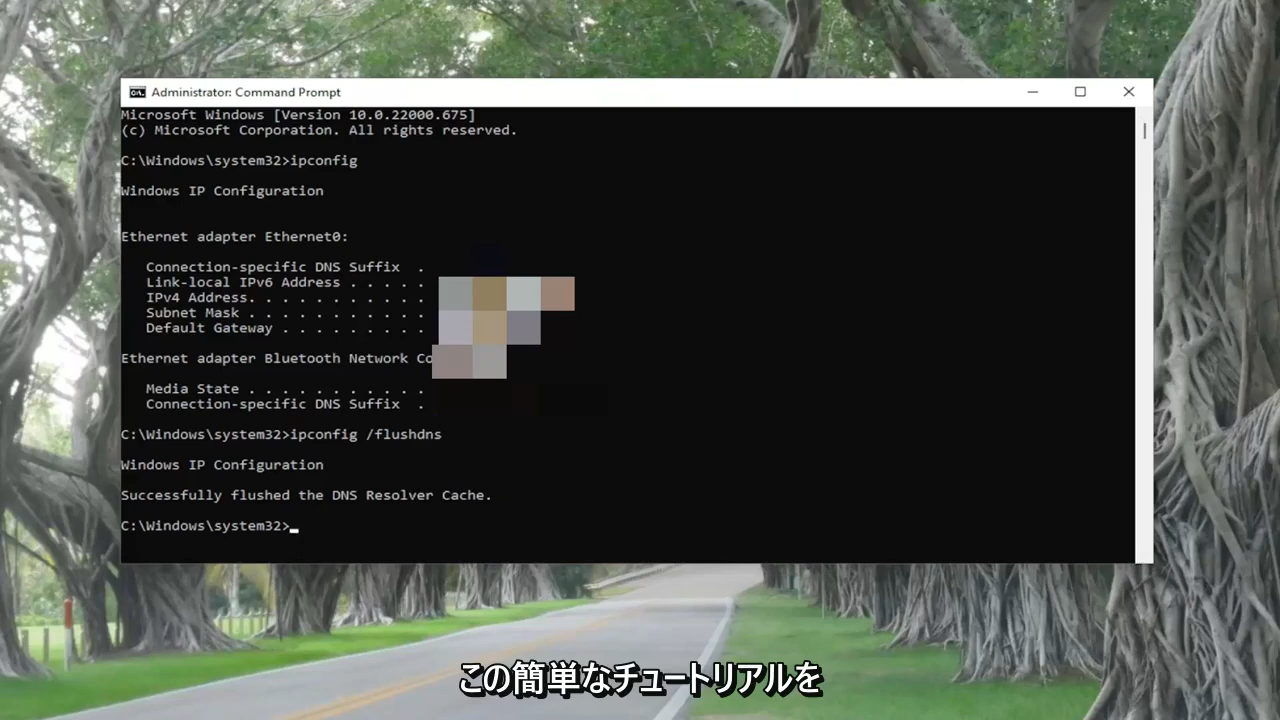 Administrator: Command Prompt
Microsoft Windows [Version 10.0.22000.675]
(c) Microsoft Corporation. All rights reserved.
C:\Windows\system32>ipconfig
Windows IP Configuration
Ethernet adapter Ethernet0:
Connection-specific DNS Suffix  .
Link-local IPv6 Address . . . . .
IPv4 Address. . . . . . . . . . .
Subnet Mask . . . . . . . . . . .
Default Gateway . . . . . . . . .
Ethernet adapter Bluetooth Network Co
Media State . . . . . . . . . . .
Connection-specific DNS Suffix  .
C:\Windows\system32>ipconfig /flushdns
Windows IP Configuration
Successfully flushed the DNS Resolver Cache.
C:\Windows\system32>
この簡単なチュートリアルを